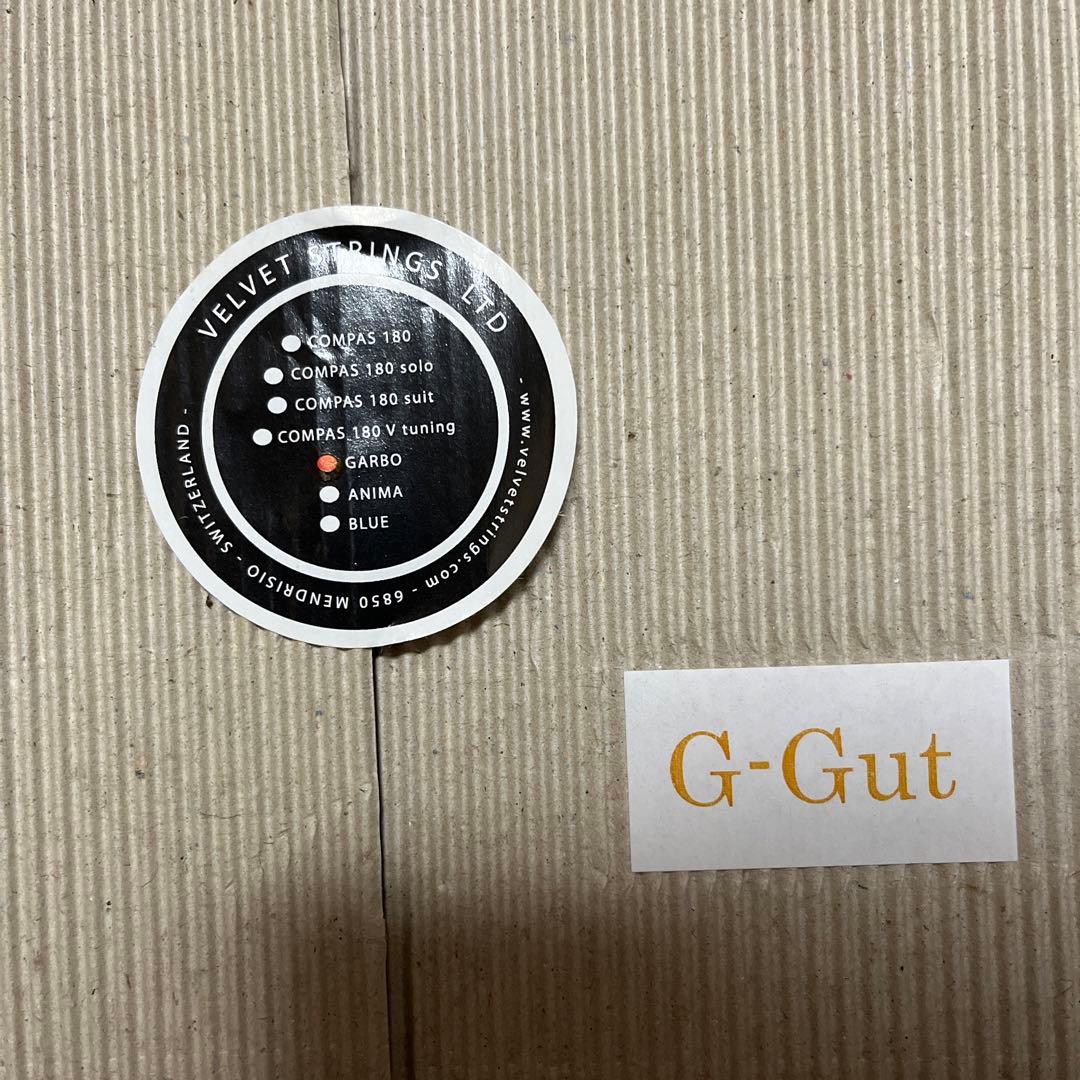 VELVET STRINGS LTD
- www.velvetstrings.com - 6850 MENDRISIO - SWITZERLAND -
COMPAS 180
COMPAS 180 solo
COMPAS 180 suit
COMPAS 180 V tuning
GARBO
ANIMA
BLUE
G-Gut